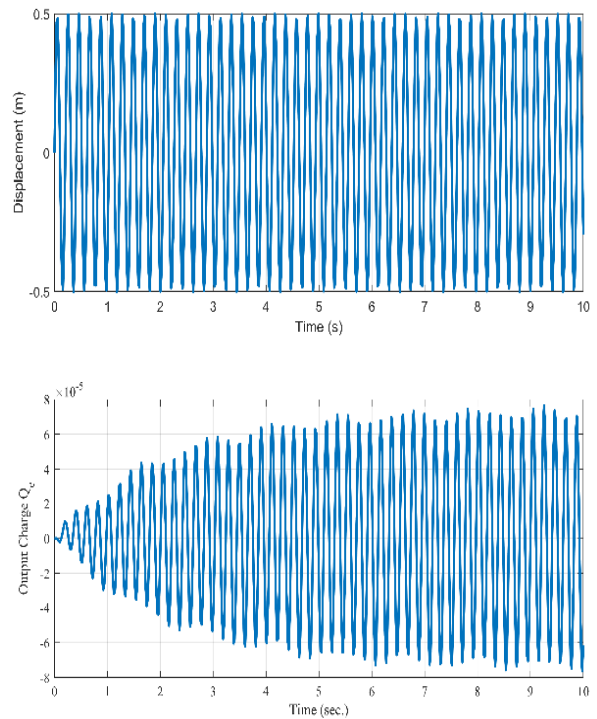 0.5
Displacement (m)
0
-0.5
0 1 2 3 4 5 6 7 8 9 10
Time (s)
×10⁻⁵
8
6
4
2
Output Charge Qₑ
0
-2
-4
-6
-8
0 1 2 3 4 5 6 7 8 9 10
Time (sec.)